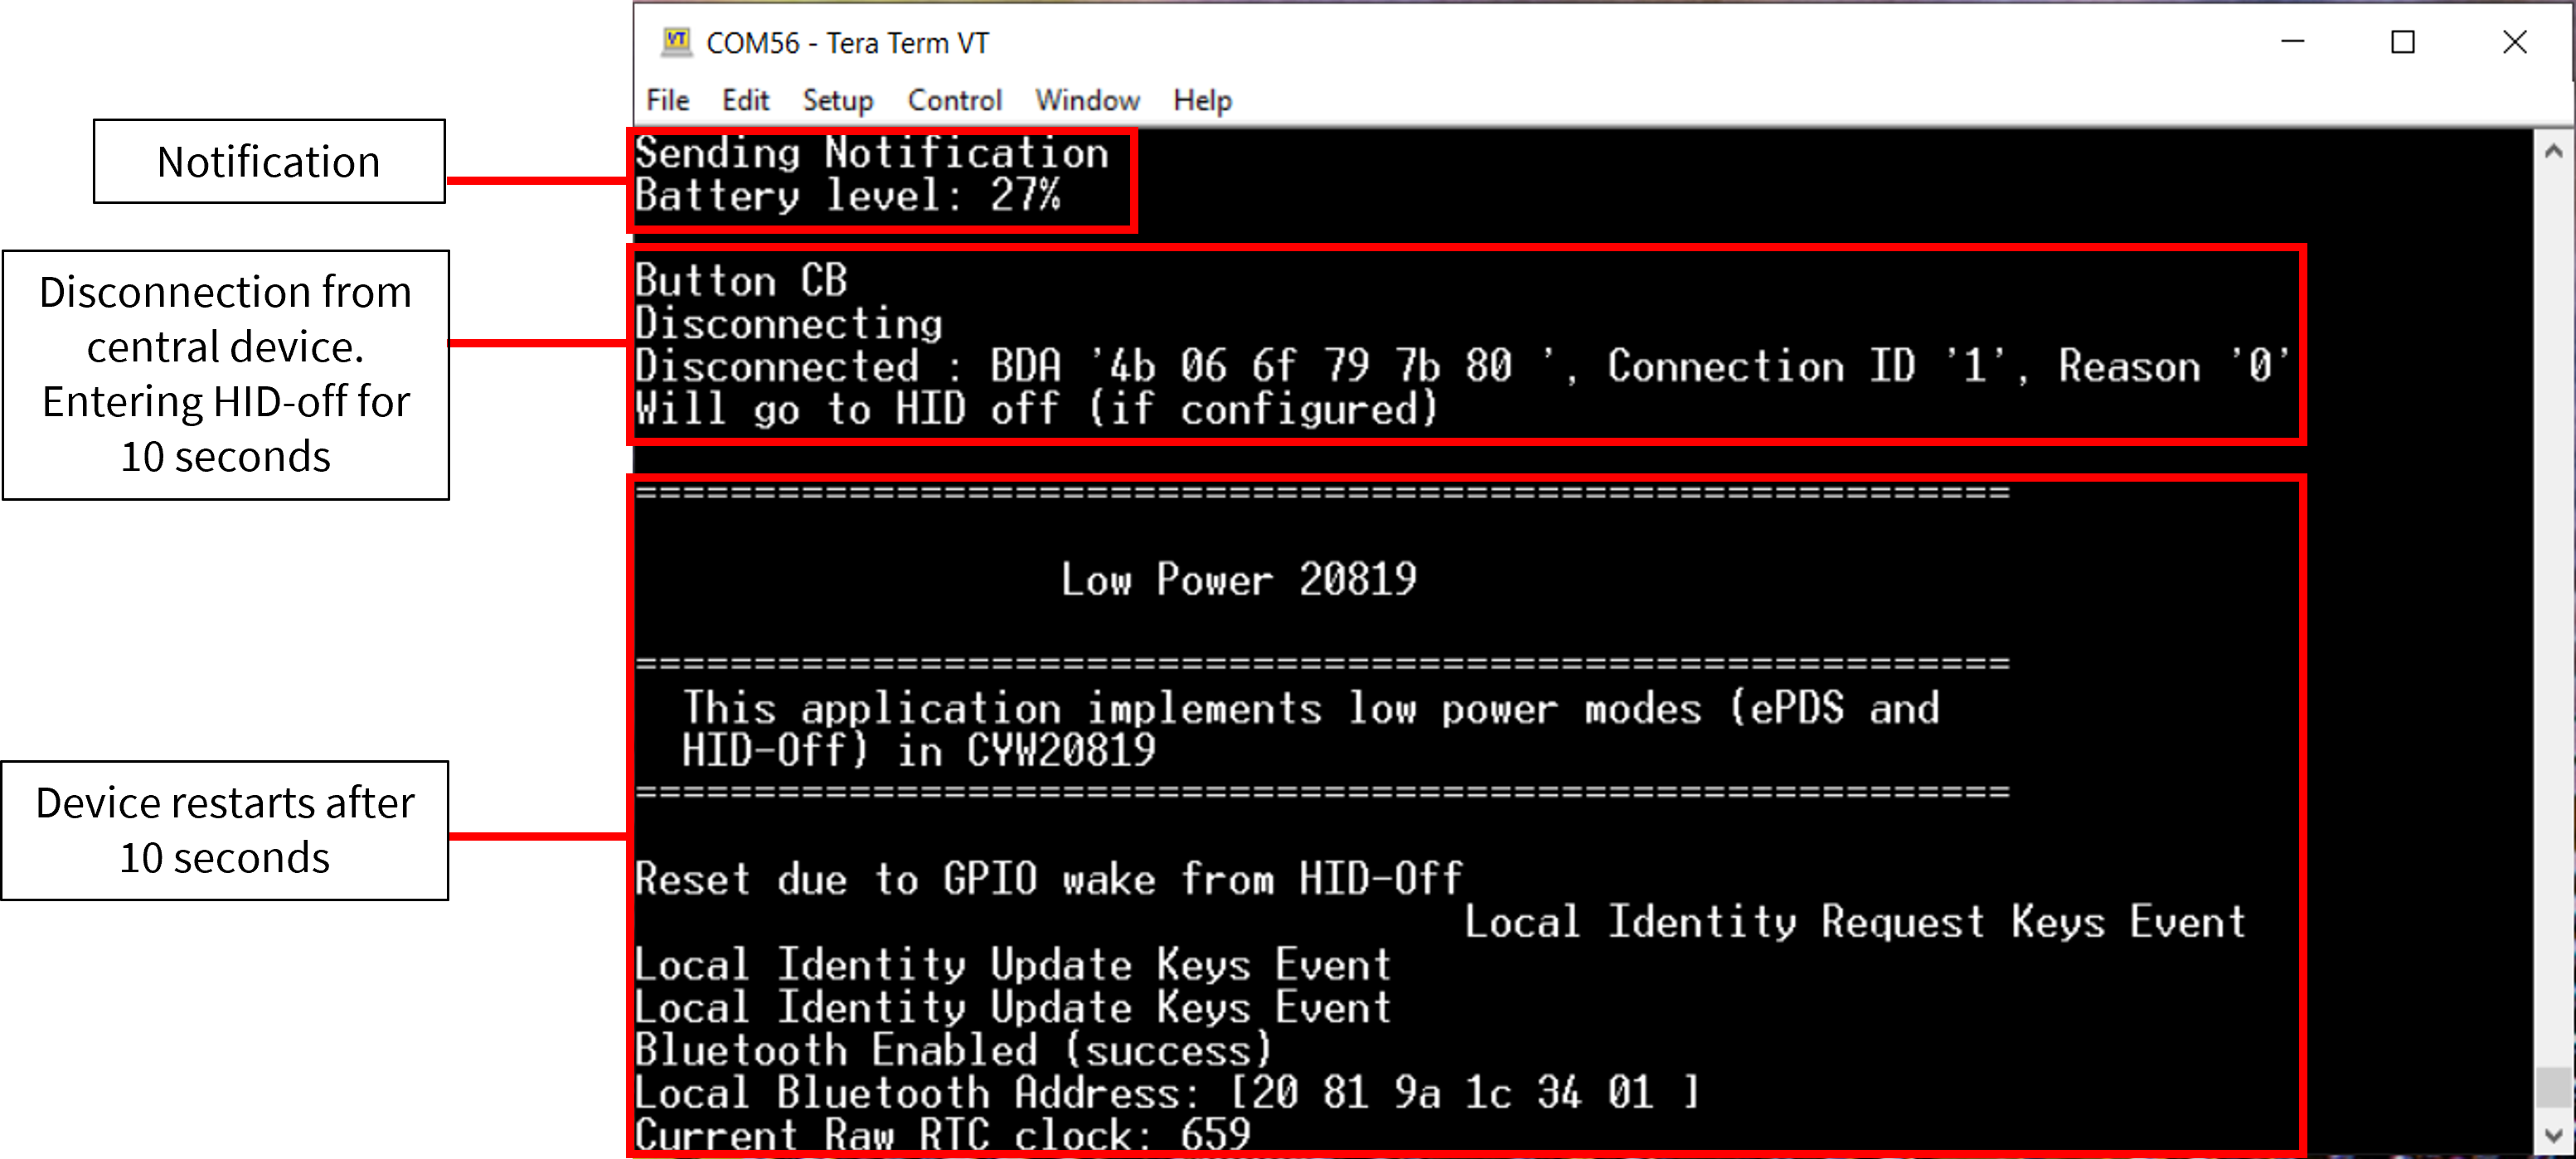 COM56 - Tera Term VT
File Edit Setup Control Window Help
Notification
Sending Notification
Battery level: 27%
Disconnection from
central device.
Entering HID-off for
10 seconds
Button CB
Disconnecting
Disconnected : BDA '4b 06 6f 79 7b 80 ', Connection ID '1', Reason '0'
Will go to HID off (if configured)
==========================================================
Low Power 20819
==========================================================
This application implements low power modes (ePDS and
HID-Off) in CYW20819
==========================================================
Device restarts after
10 seconds
Reset due to GPIO wake from HID-Off
Local Identity Request Keys Event
Local Identity Update Keys Event
Local Identity Update Keys Event
Bluetooth Enabled (success)
Local Bluetooth Address: [20 81 9a 1c 34 01 ]
Current Raw RTC clock: 659